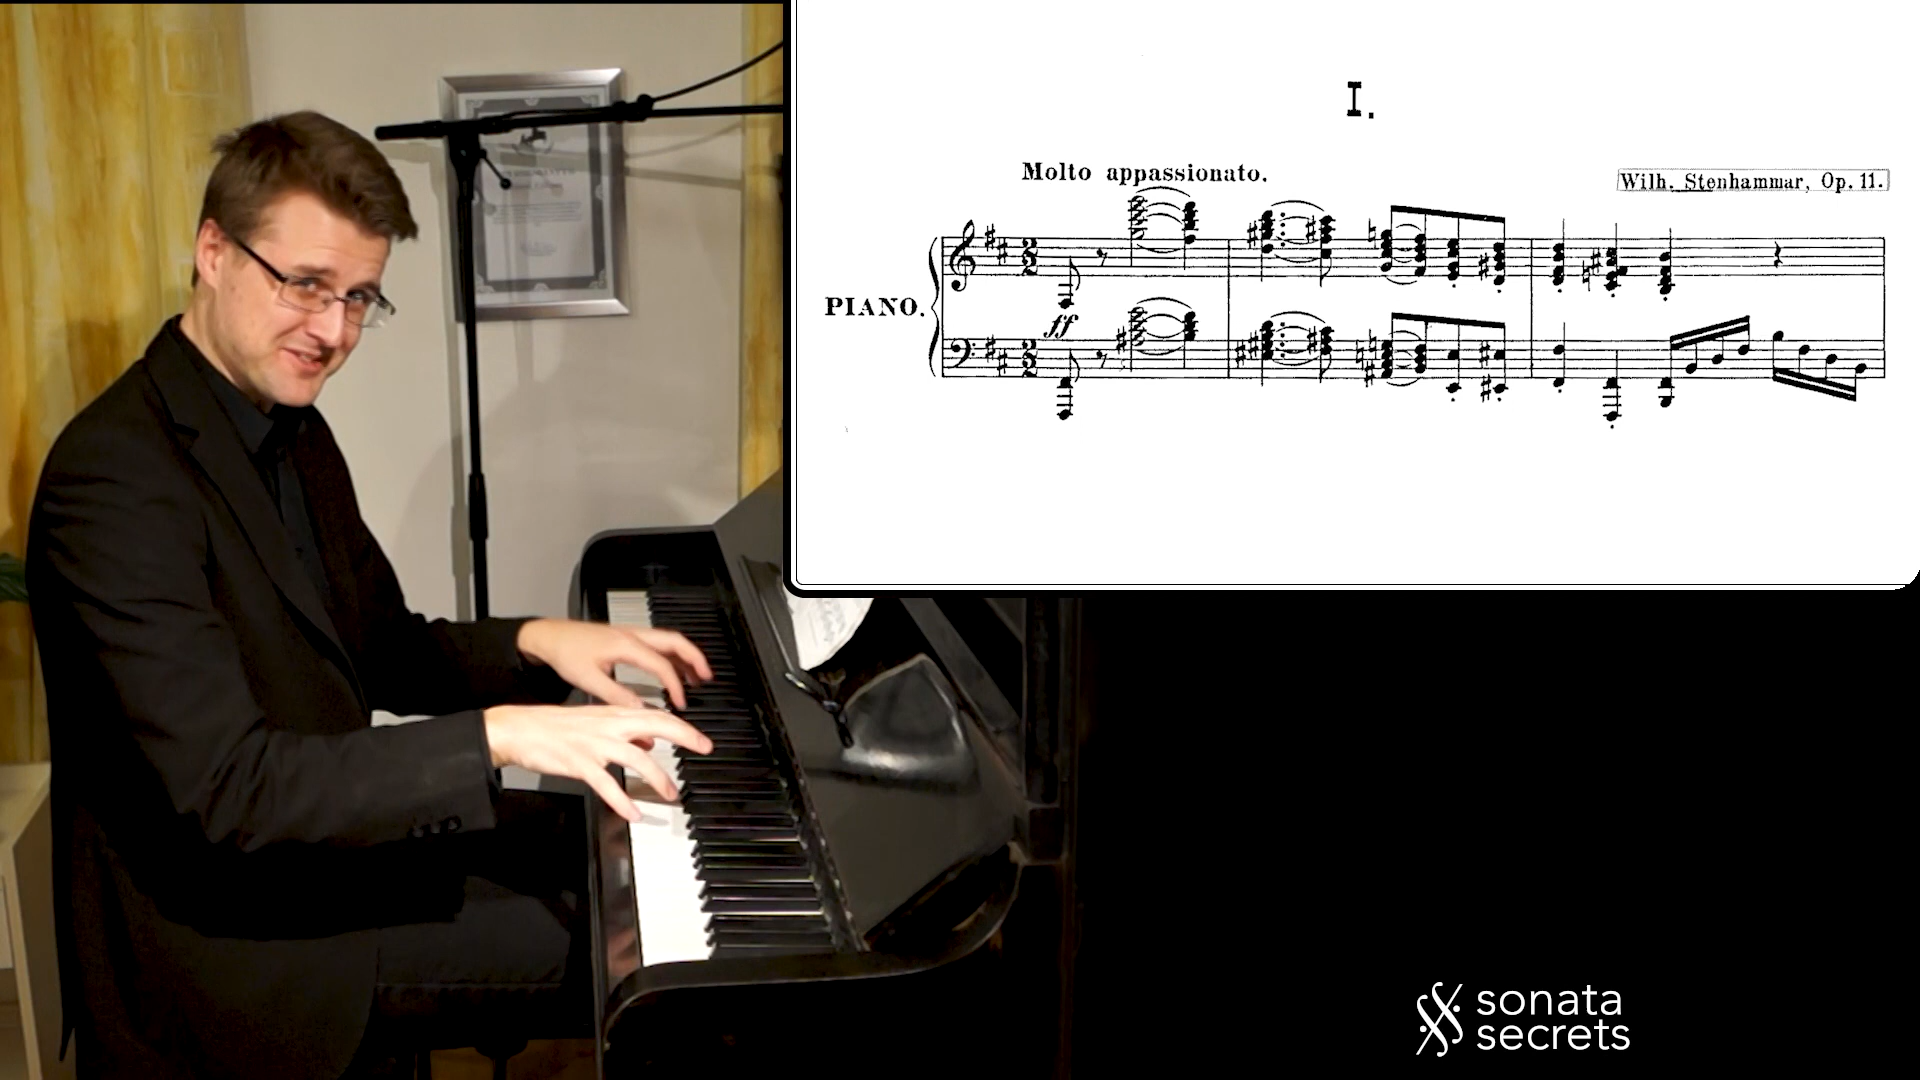 I.
Molto appassionato.
Wilh. Stenhammar, Op. 11.
PIANO.
ff
sonata
secrets